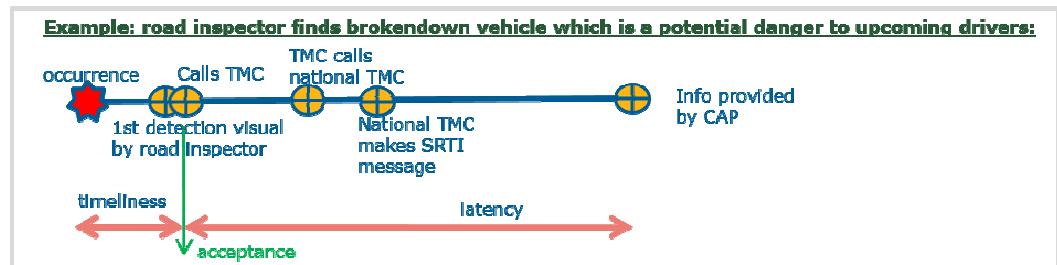 Example: road inspector finds brokendown vehicle which is a potential danger to upcoming drivers:
occurrence
Calls TMC
TMC calls
national TMC
1st detection visual
by road inspector
National TMC
makes SRTI
message
Info provided
by CAP
timeliness
latency
acceptance